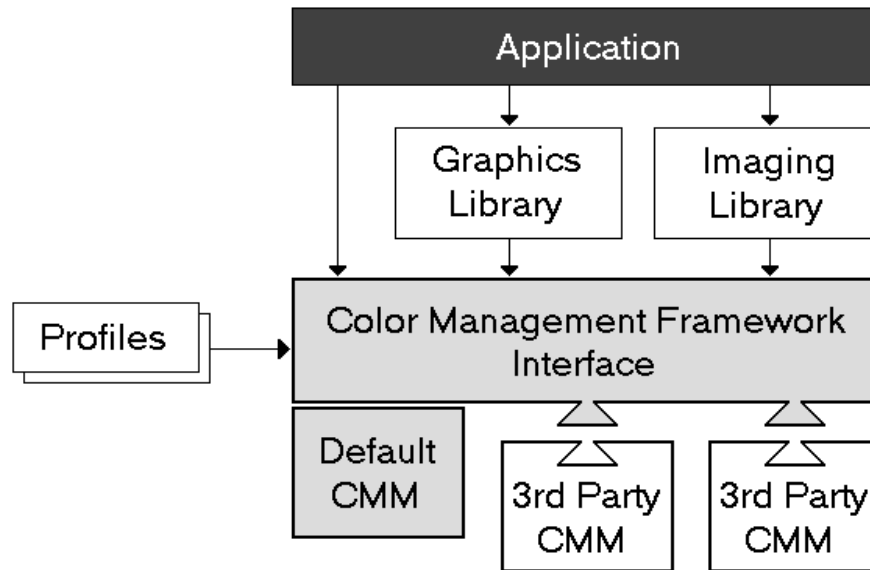 Application
Graphics
Library
Imaging
Library
Profiles
Color Management Framework
Interface
Default
CMM
3rd Party
CMM
3rd Party
CMM